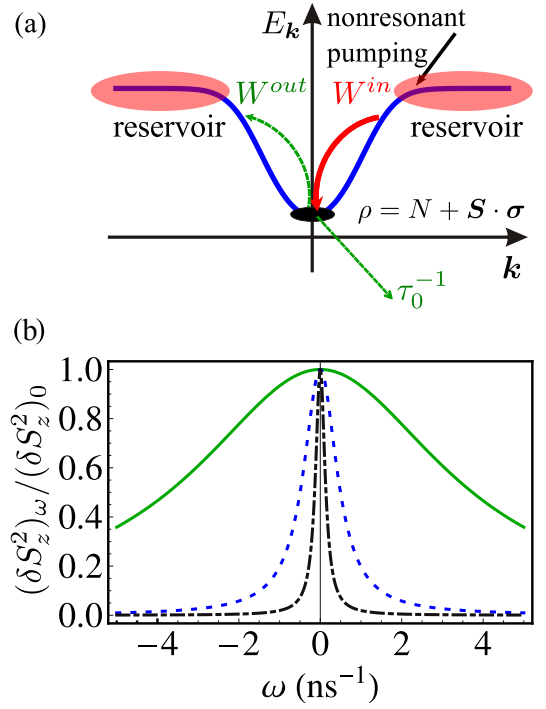 (a)
E_k
nonresonant
pumping
W^{out}
W^{in}
reservoir
reservoir
ρ = N + S · σ
k
τ_0^{-1}
(b)
(δS_z^2)_ω/(δS_z^2)_0
1.0
0.8
0.6
0.4
0.2
0.0
−4
−2
0
2
4
ω (ns^{-1})